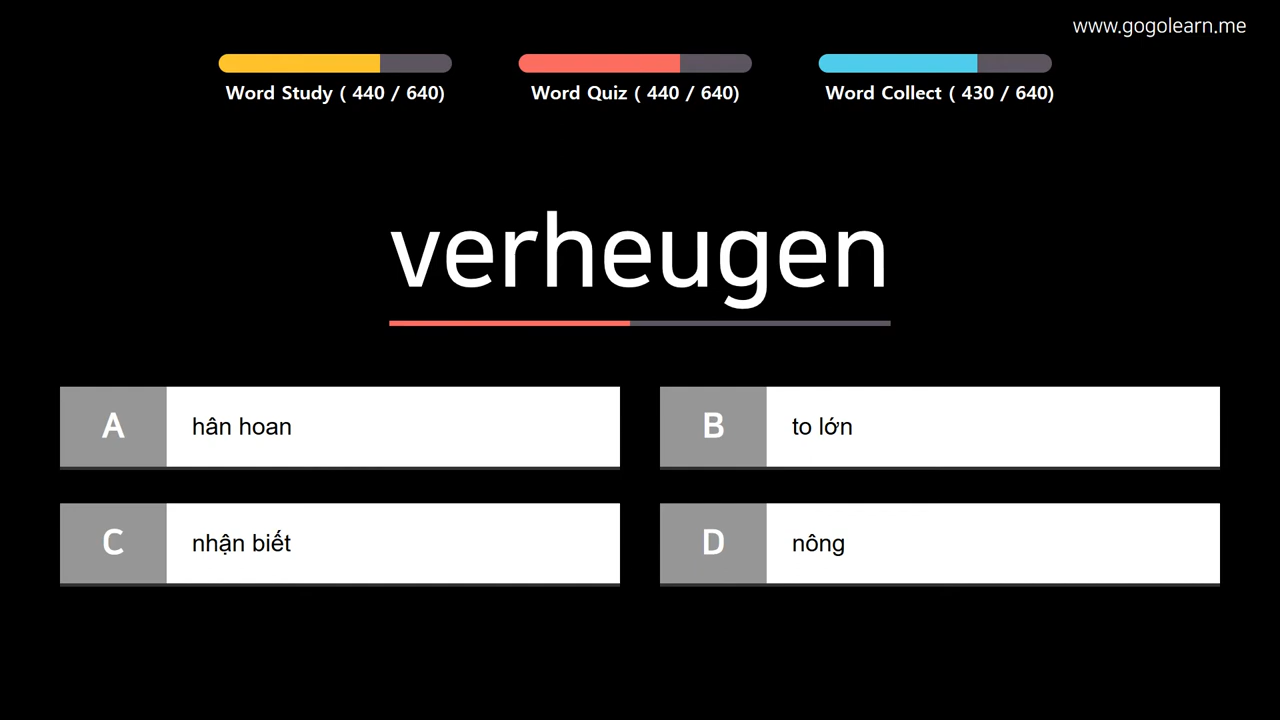 www.gogolearn.me
Word Study ( 440 / 640)
Word Quiz ( 440 / 640)
Word Collect ( 430 / 640)
verheugen
A
hân hoan
B
to lớn
C
nhận biết
D
nông